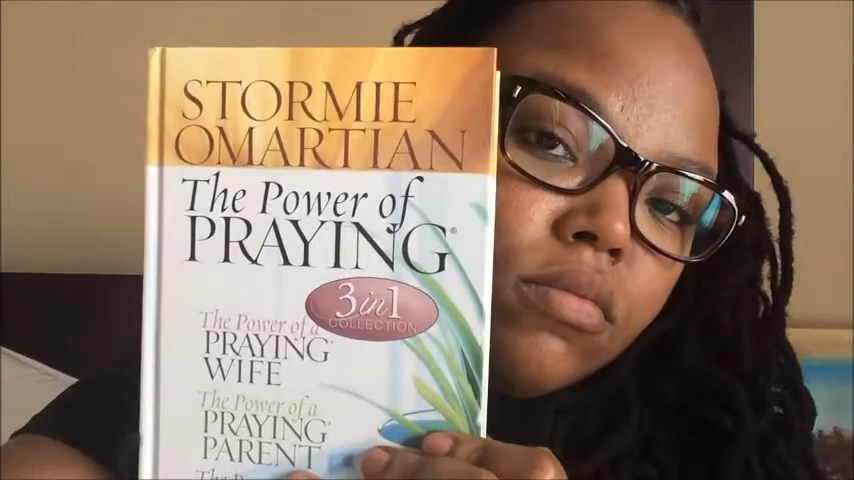 STORMIE
OMARTIAN
The Power of
PRAYING®
3 in 1
COLLECTION
The Power of a
PRAYING
WIFE
The Power of a
PRAYING
PARENT